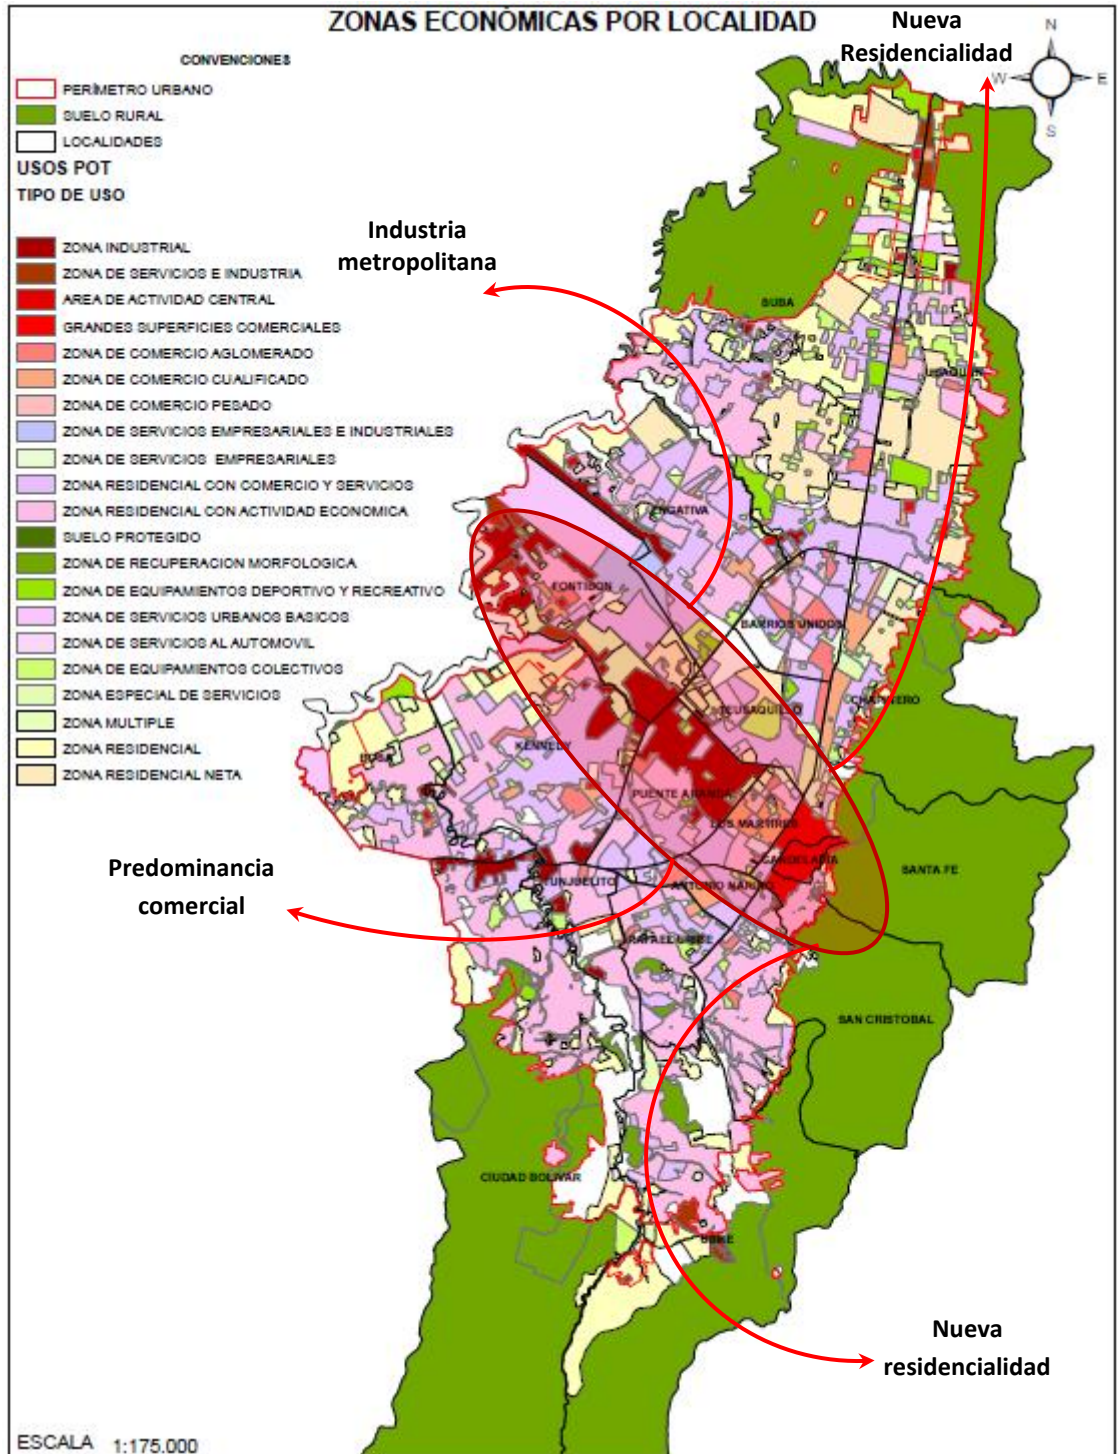 ZONAS ECONÓMICAS POR LOCALIDAD
Nueva
Residencialidad
N
W
E
S
CONVENCIONES
PERÍMETRO URBANO
SUELO RURAL
LOCALIDADES
USOS POT
TIPO DE USO
ZONA INDUSTRIAL
ZONA DE SERVICIOS E INDUSTRIA
AREA DE ACTIVIDAD CENTRAL
GRANDES SUPERFICIES COMERCIALES
ZONA DE COMERCIO AGLOMERADO
ZONA DE COMERCIO CUALIFICADO
ZONA DE COMERCIO PESADO
ZONA DE SERVICIOS EMPRESARIALES E INDUSTRIALES
ZONA DE SERVICIOS EMPRESARIALES
ZONA RESIDENCIAL CON COMERCIO Y SERVICIOS
ZONA RESIDENCIAL CON ACTIVIDAD ECONOMICA
SUELO PROTEGIDO
ZONA DE RECUPERACION MORFOLOGICA
ZONA DE EQUIPAMIENTOS DEPORTIVO Y RECREATIVO
ZONA DE SERVICIOS URBANOS BASICOS
ZONA DE SERVICIOS AL AUTOMOVIL
ZONA DE EQUIPAMIENTOS COLECTIVOS
ZONA ESPECIAL DE SERVICIOS
ZONA MULTIPLE
ZONA RESIDENCIAL
ZONA RESIDENCIAL NETA
Industria
metropolitana
SUBA
USAQUEN
ENGATIVA
FONTIBON
BARRIOS UNIDOS
TEUSAQUILLO
CHAPINERO
KENNEDY
BOSA
PUENTE ARANDA
LOS MARTIRES
CANDELARIA
SANTA FE
Predominancia
comercial
TUNJUELITO
ANTONIO NARIÑO
RAFAEL URIBE
SAN CRISTOBAL
CIUDAD BOLIVAR
USME
Nueva
residencialidad
ESCALA 1:175.000